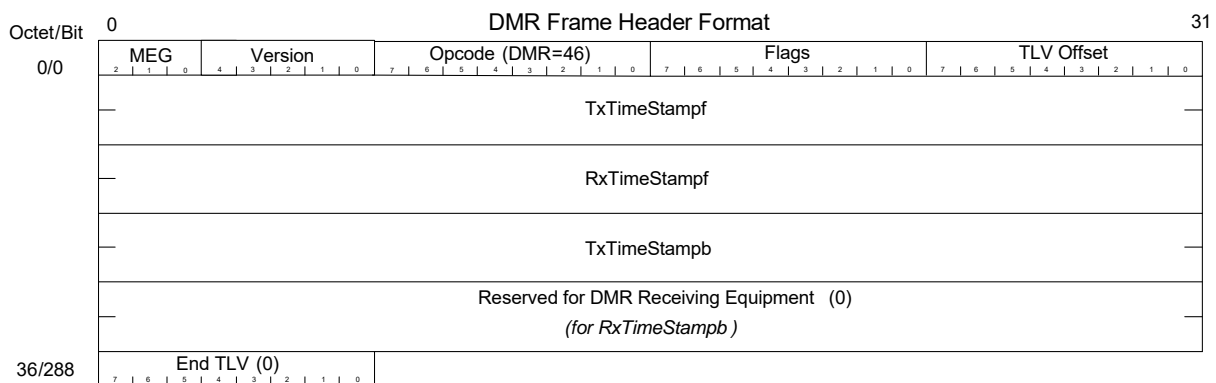 DMR Frame Header Format
Octet/Bit 0 31
MEG Version Opcode (DMR=46) Flags TLV Offset
0/0 2 1 0 4 3 2 1 0 7 6 5 4 3 2 1 0 7 6 5 4 3 2 1 0 7 6 5 4 3 2 1 0
TxTimeStampf
RxTimeStampf
TxTimeStampb
Reserved for DMR Receiving Equipment (0)
(for RxTimeStampb )
End TLV (0)
36/288 7 6 5 4 3 2 1 0